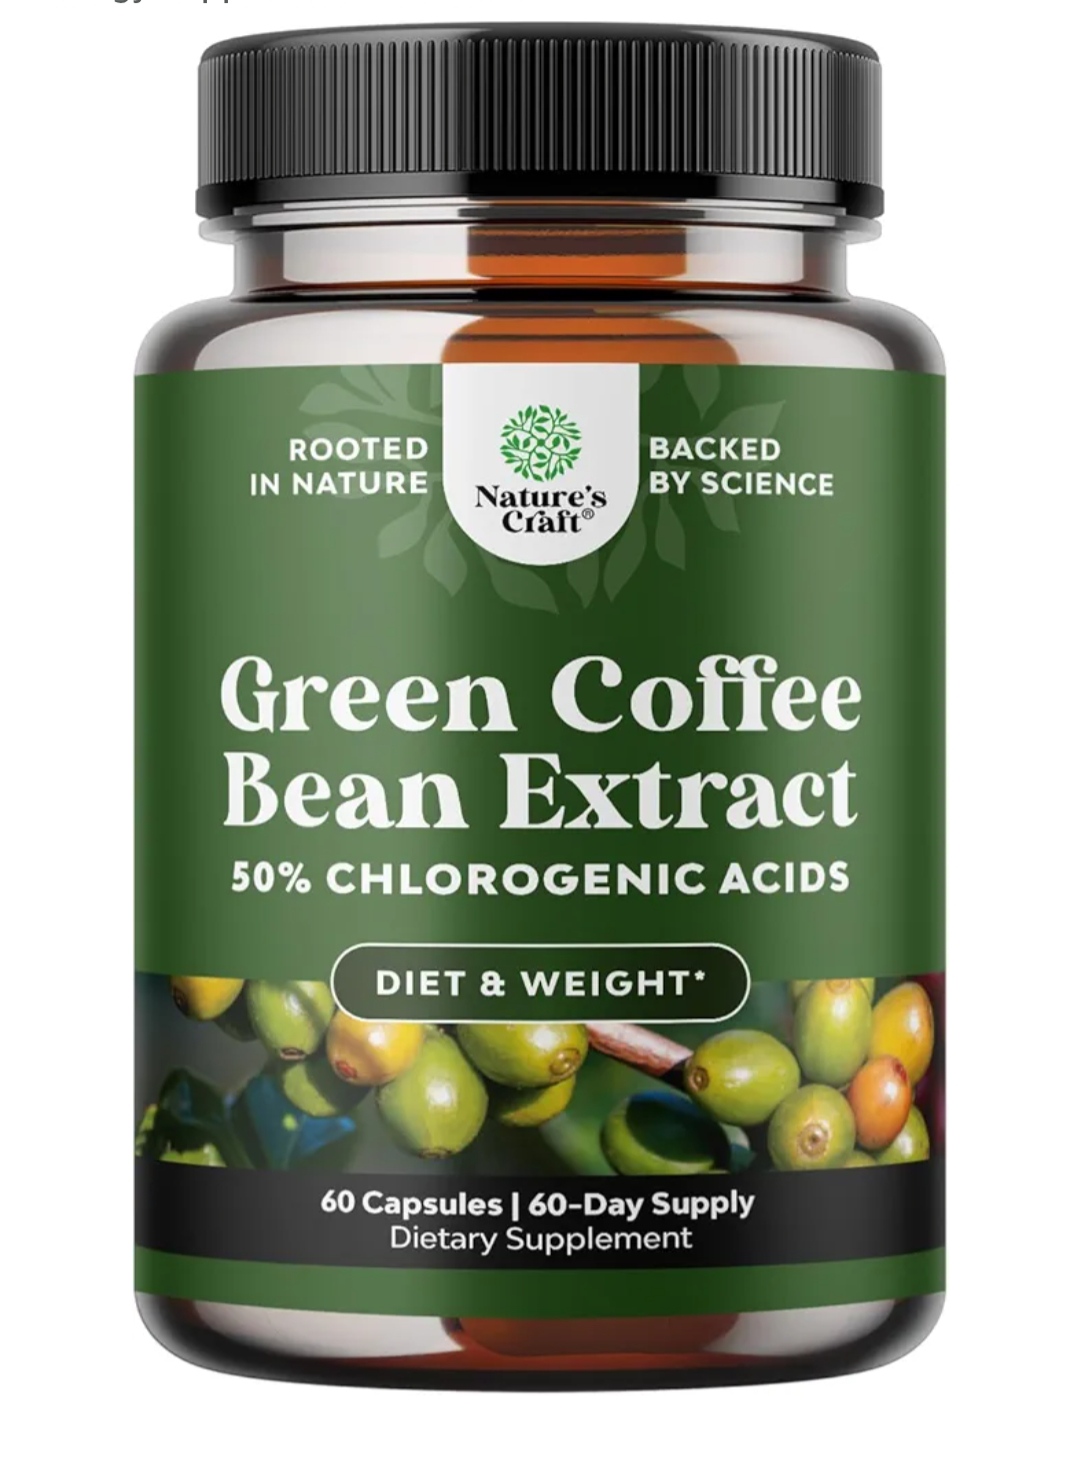 ROOTED
IN NATURE
BACKED
BY SCIENCE
Nature's
Craft®
Green Coffee
Bean Extract
50% CHLOROGENIC ACIDS
DIET & WEIGHT*
60 Capsules | 60-Day Supply
Dietary Supplement